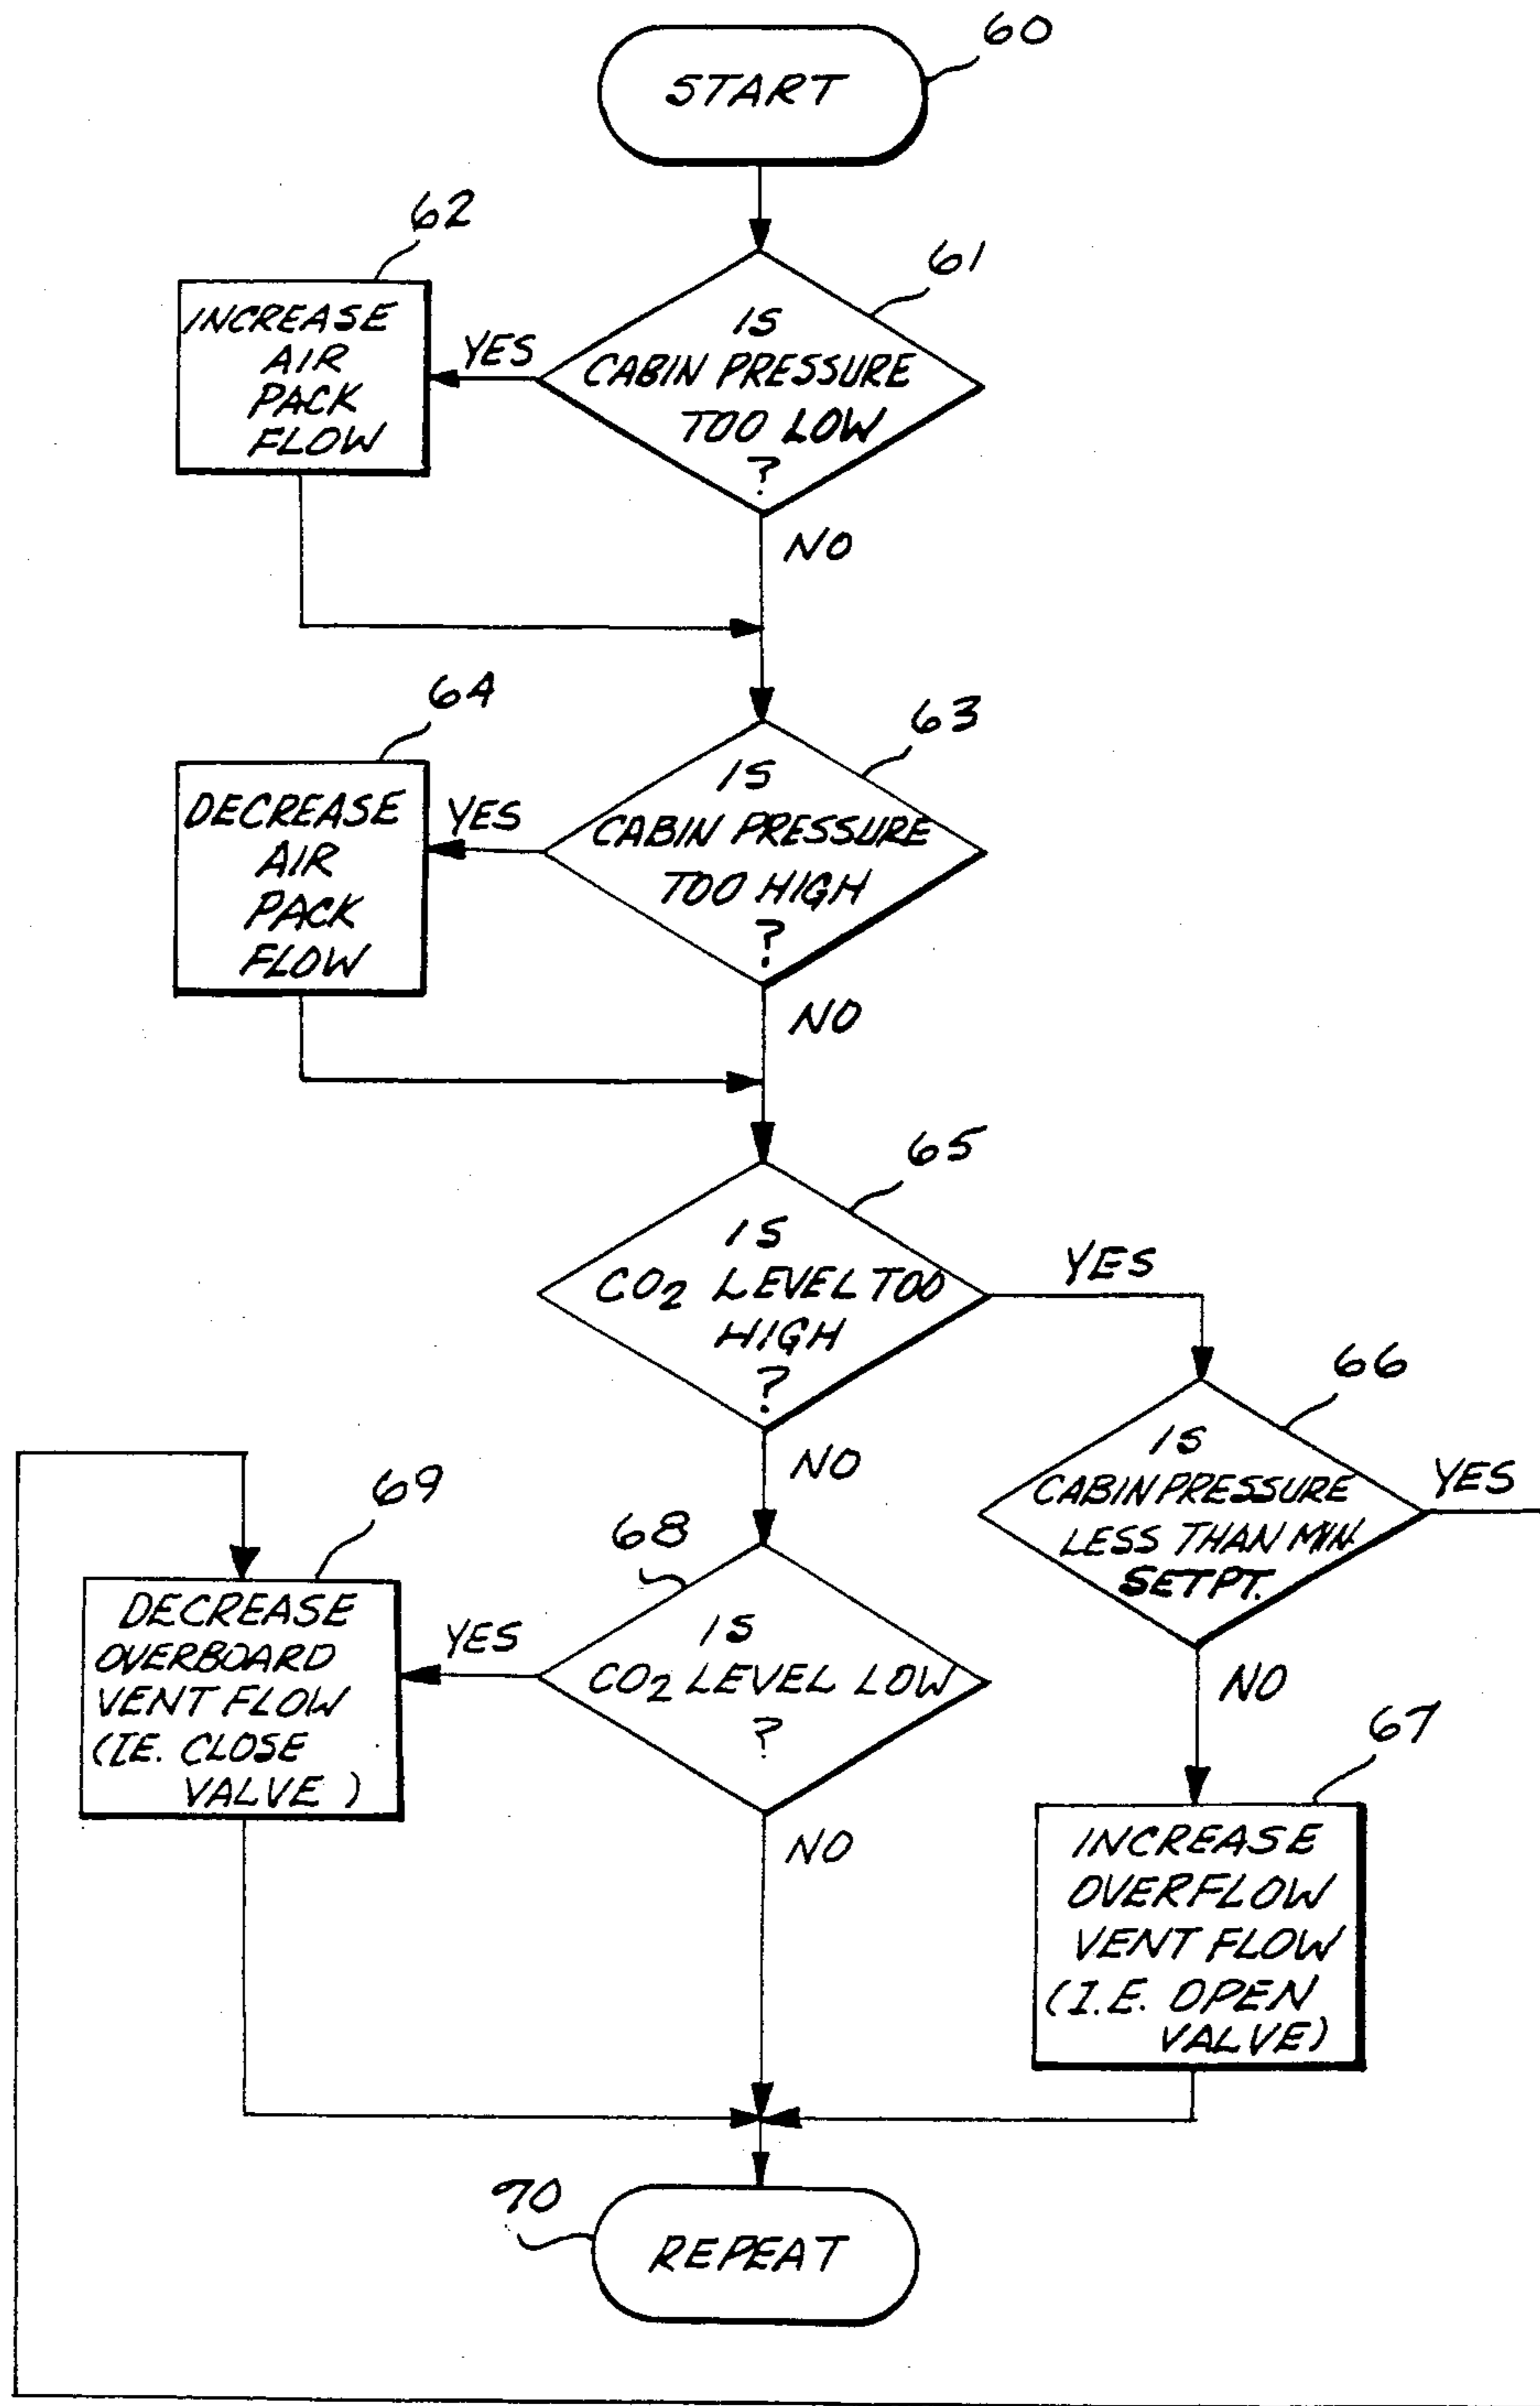 START
60
62
61
INCREASE
AIR
PACK
FLOW
YES
IS
CABIN PRESSURE
TOO LOW
?
NO
64
63
DECREASE
AIR
PACK
FLOW
YES
IS
CABIN PRESSURE
TOO HIGH
?
NO
65
IS
CO2 LEVEL TOO
HIGH
?
YES
NO
66
IS
CABIN PRESSURE
LESS THAN MIN.
SETPT.
YES
NO
69
68
DECREASE
OVERBOARD
VENT FLOW
(IE. CLOSE
VALVE )
YES
IS
CO2 LEVEL LOW
?
NO
67
INCREASE
OVERFLOW
VENT FLOW
(I.E. OPEN
VALVE)
70
REPEAT